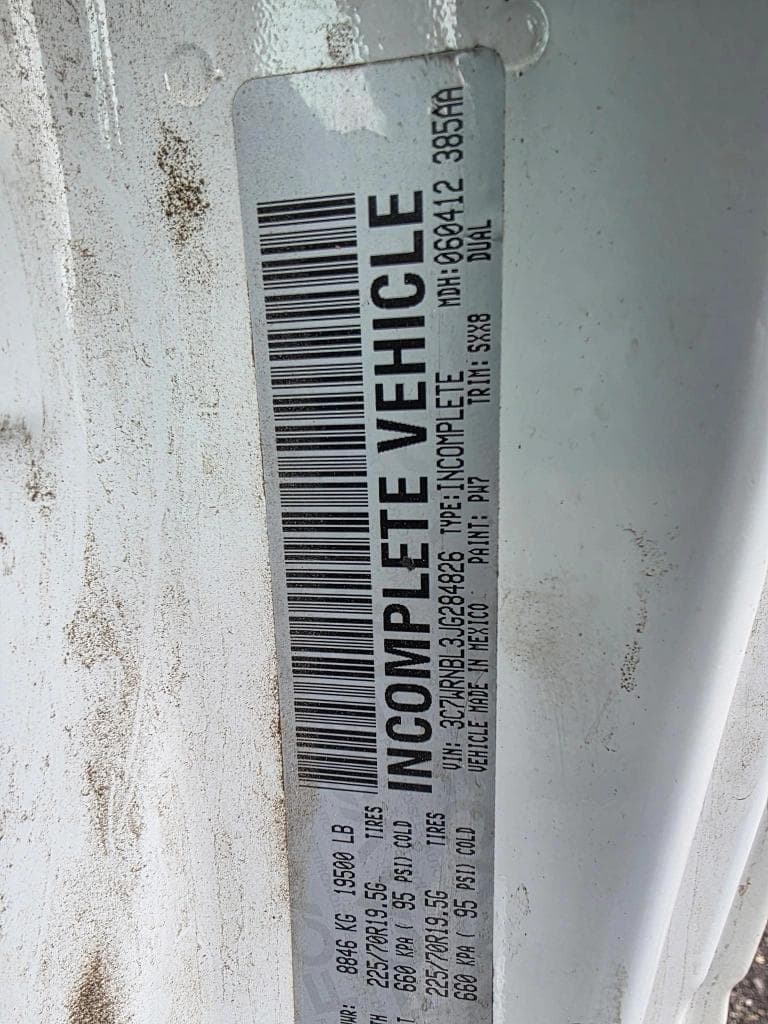 INCOMPLETE VEHICLE
VIN: 3C7WRNBL3JG284826 TYPE: INCOMPLETE MDH: 060412 385AA
VEHICLE MADE IN MEXICO PAINT: PW7 TRIM: SXX8 DUAL
VWR: 8846 KG 19500 LB
TH 225/70R19.5G TIRES
660 KPA ( 95 PSI) COLD
T 225/70R19.5G TIRES
660 KPA ( 95 PSI) COLD